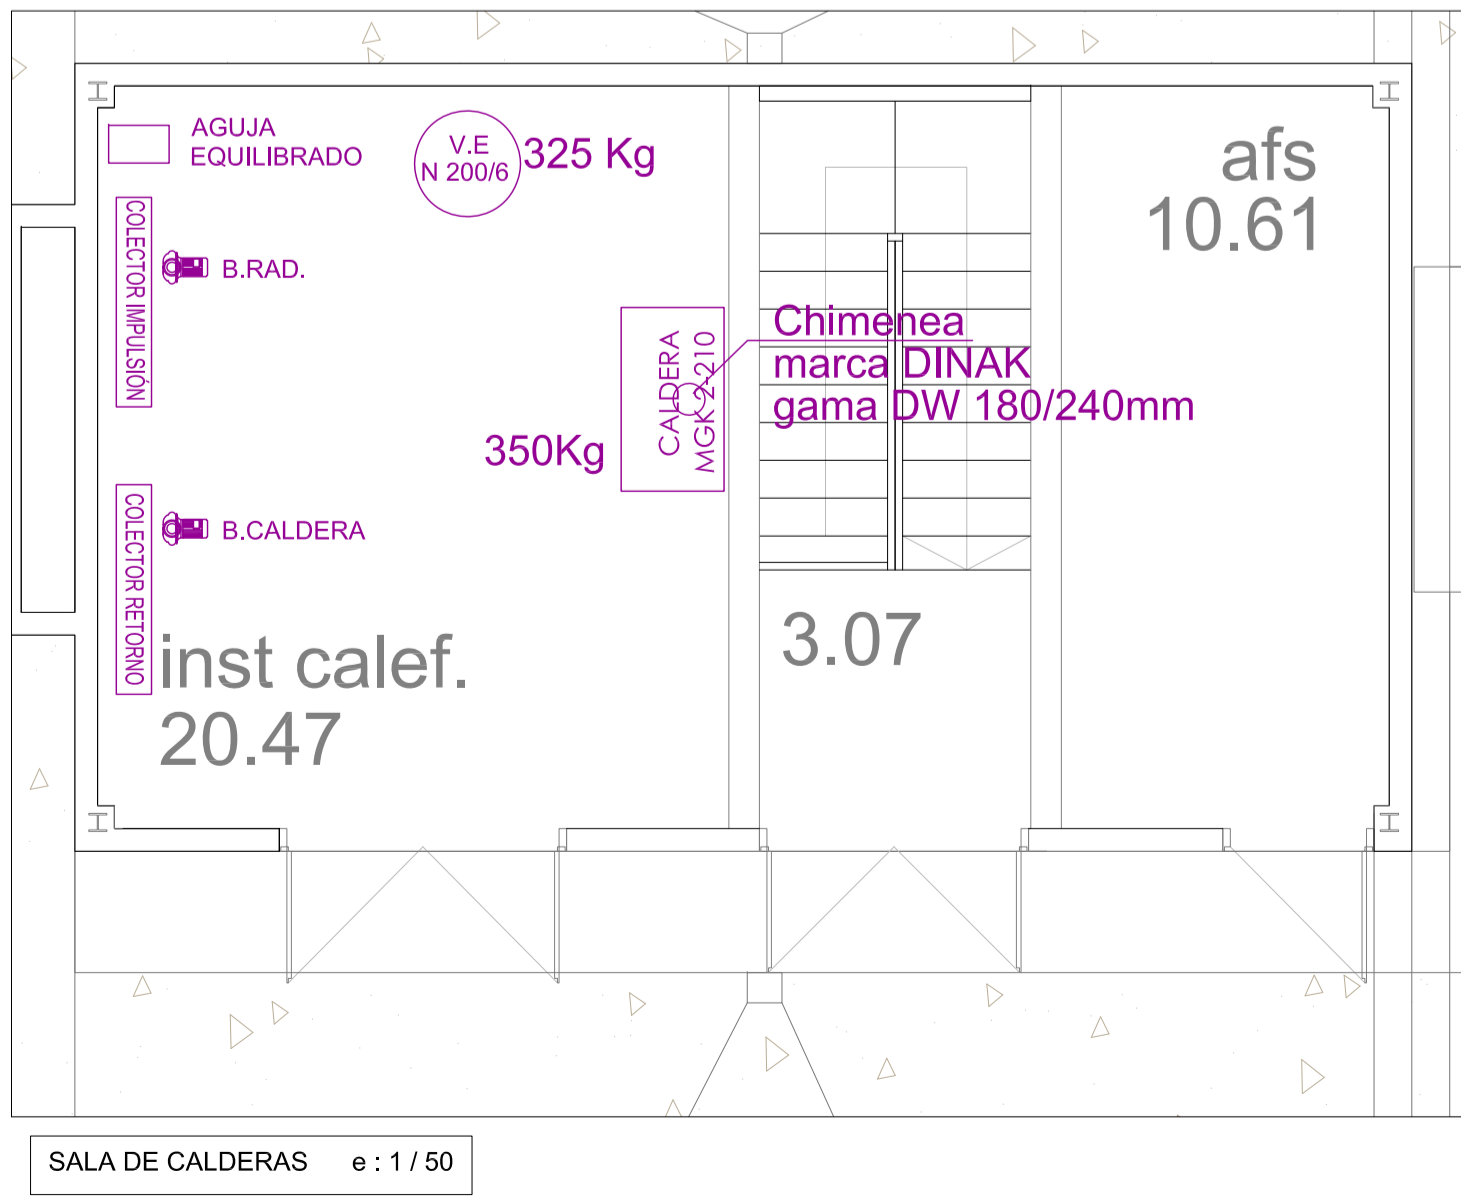 AGUJA
EQUILIBRADO
V.E
N 200/6
325 Kg
afs
10.61
COLECTOR IMPULSIÓN
B.RAD.
CALDERA
MGK-2-210
Chimenea
marca DINAK
gama DW 180/240mm
350Kg
COLECTOR RETORNO
B.CALDERA
inst calef.
20.47
3.07
SALA DE CALDERAS e : 1 / 50